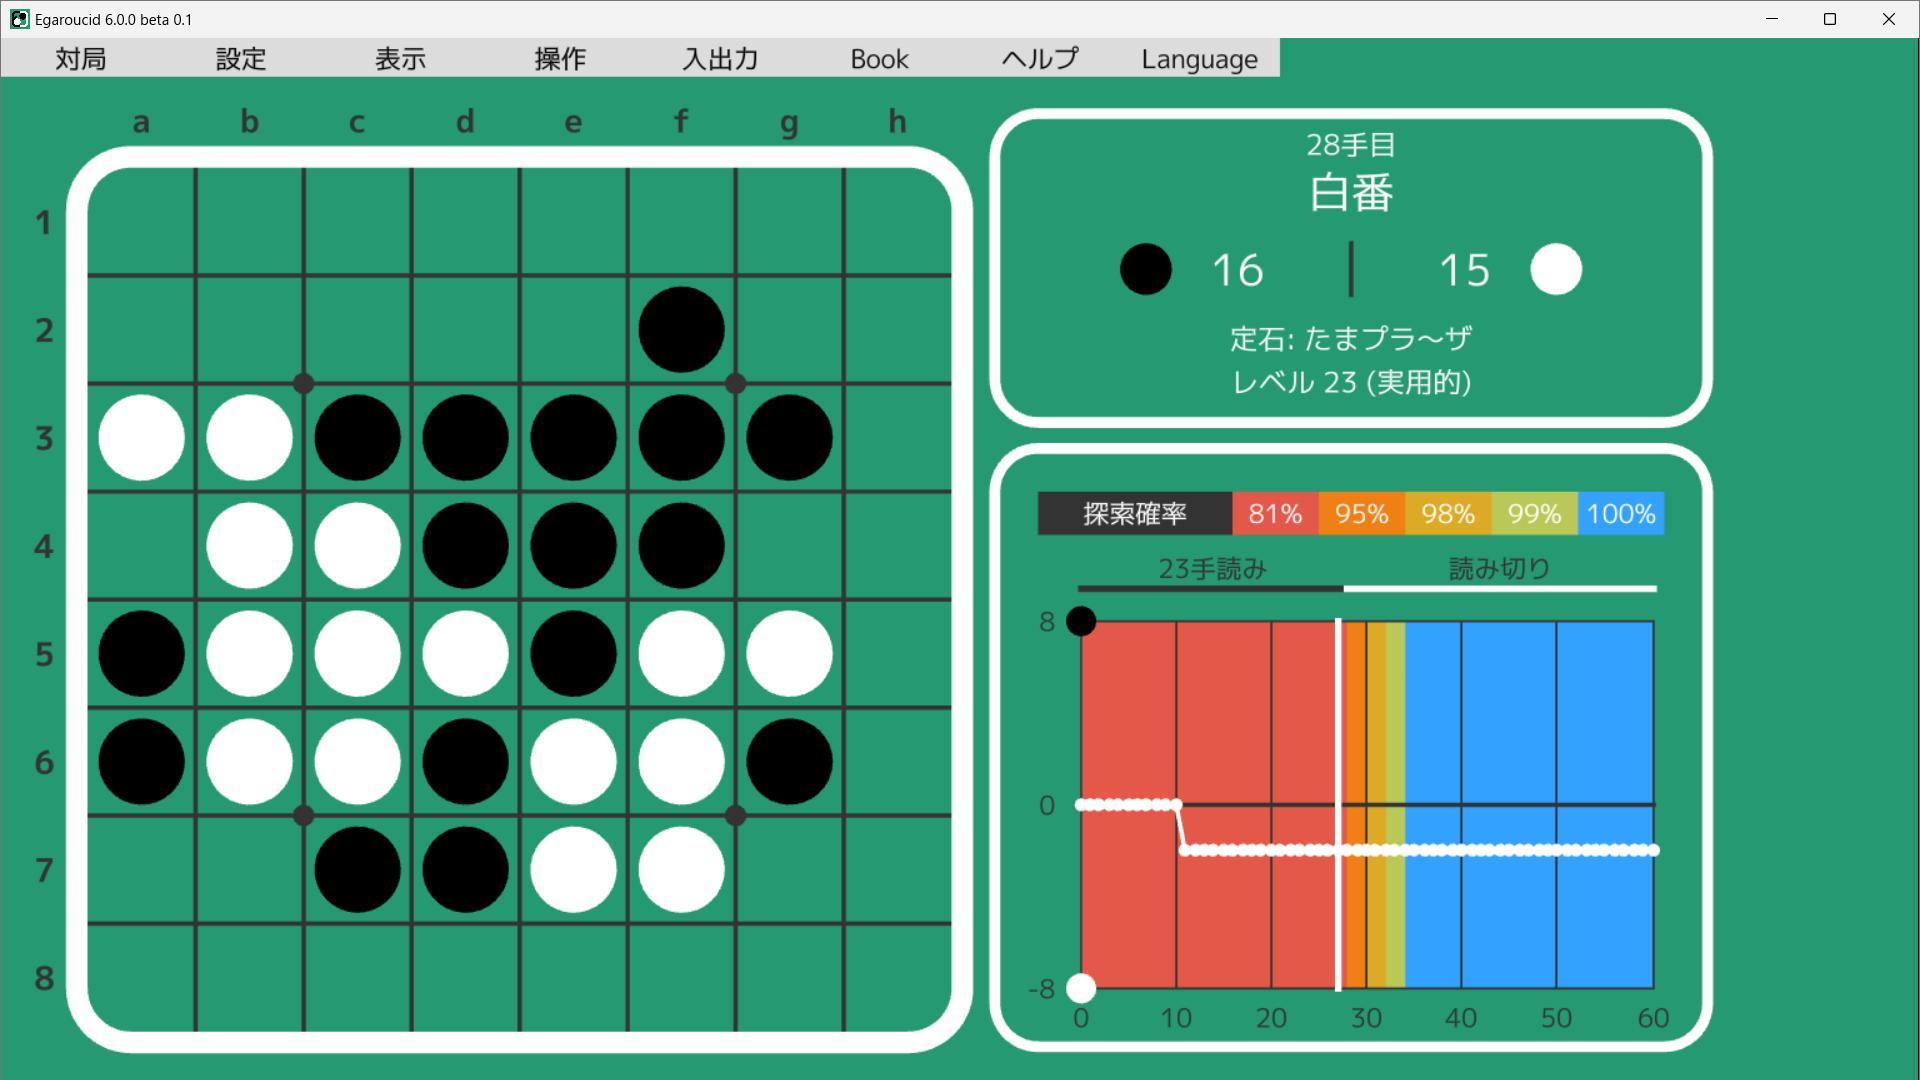 Egaroucid 6.0.0 beta 0.1
対局 設定 表示 操作 入出力 Book ヘルプ Language
a b c d e f g h
1
2
3
4
5
6
7
8
28手目
白番
16 15
定石: たまプラ～ザ
レベル 23 (実用的)
探索確率 81% 95% 98% 99% 100%
23手読み 読み切り
8
0
-8
0 10 20 30 40 50 60